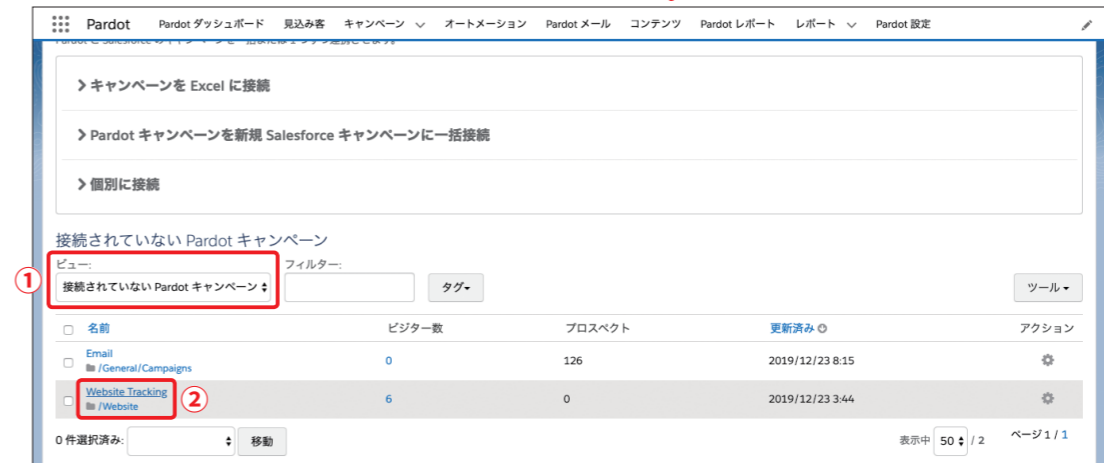 Pardot Pardot ダッシュボード 見込み客 キャンペーン オートメーション Pardot メール コンテンツ Pardot レポート レポート Pardot 設定
キャンペーンを Excel に接続
Pardot キャンペーンを新規 Salesforce キャンペーンに一括接続
個別に接続
接続されていない Pardot キャンペーン
ビュー: フィルター:
① 接続されていない Pardot キャンペーン タグ ツール
名前 ビジター数 プロスペクト 更新済み アクション
Email 0 126 2019/12/23 8:15
/General/Campaigns
Website Tracking ② 6 0 2019/12/23 3:44
/Website
0 件選択済み: 移動 表示中 50 / 2 ページ 1 / 1